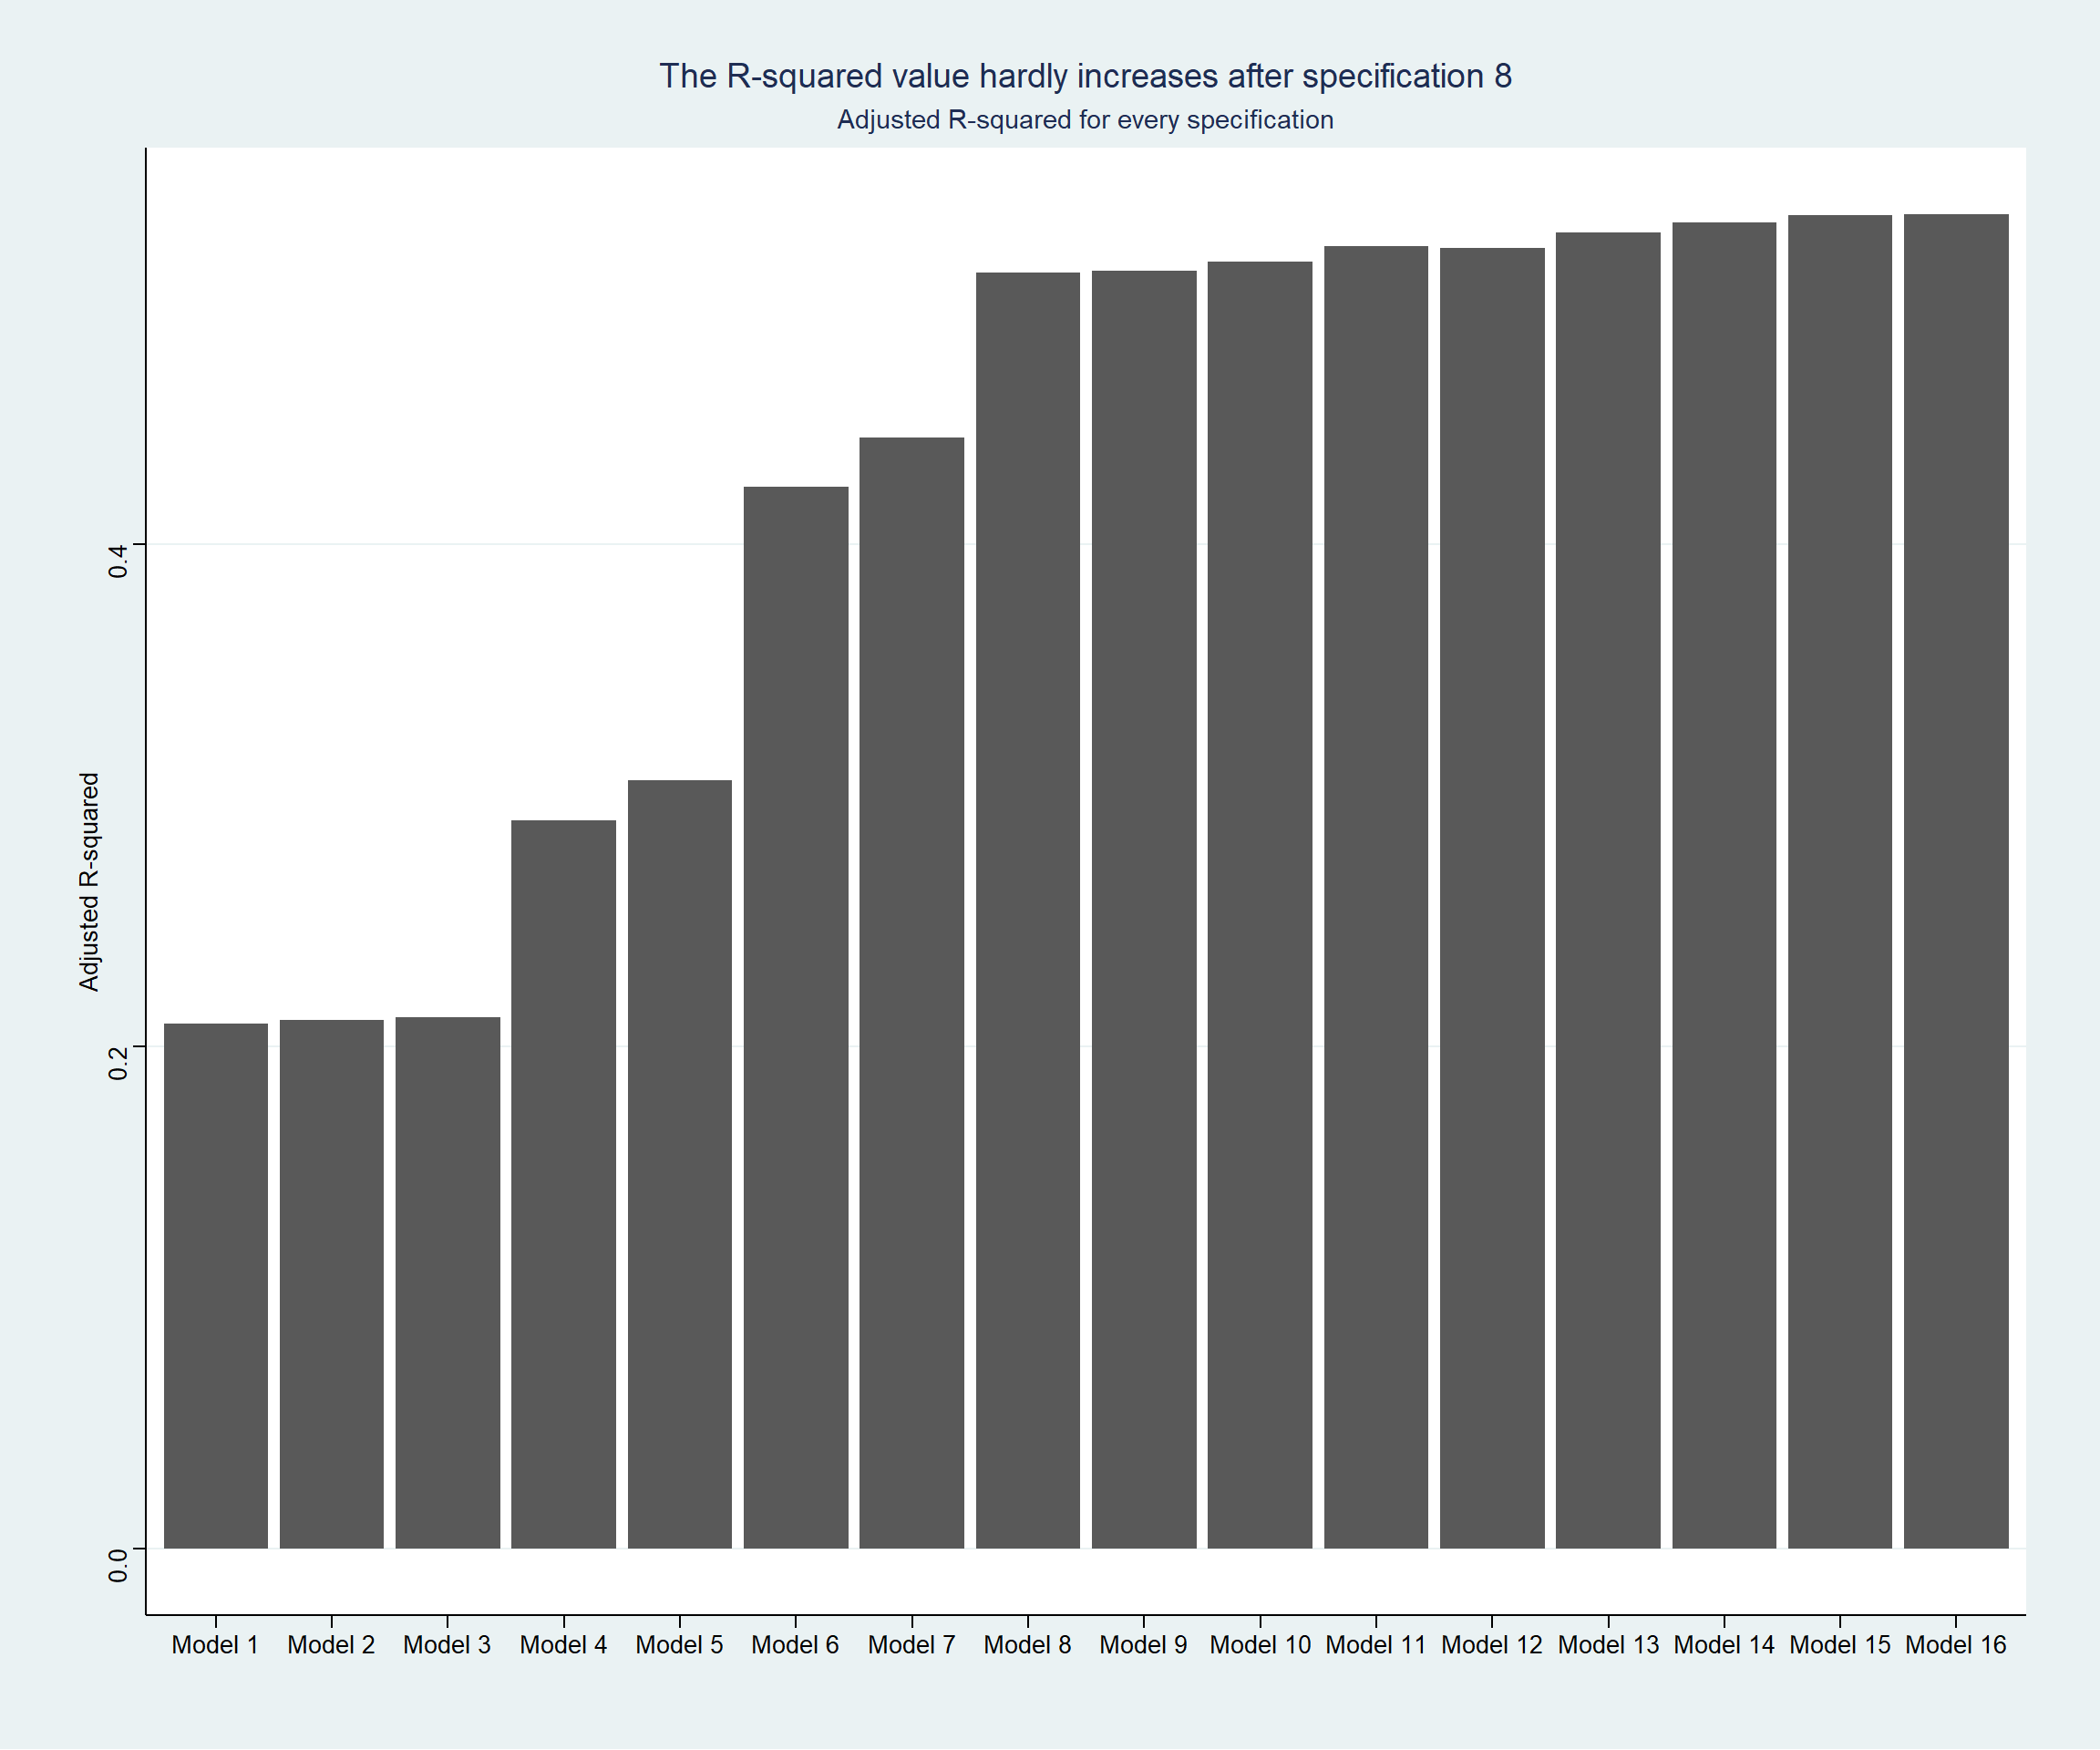 The R-squared value hardly increases after specification 8
Adjusted R-squared for every specification
Adjusted R-squared
0.4
0.2
0.0
Model 1 Model 2 Model 3 Model 4 Model 5 Model 6 Model 7 Model 8 Model 9 Model 10 Model 11 Model 12 Model 13 Model 14 Model 15 Model 16